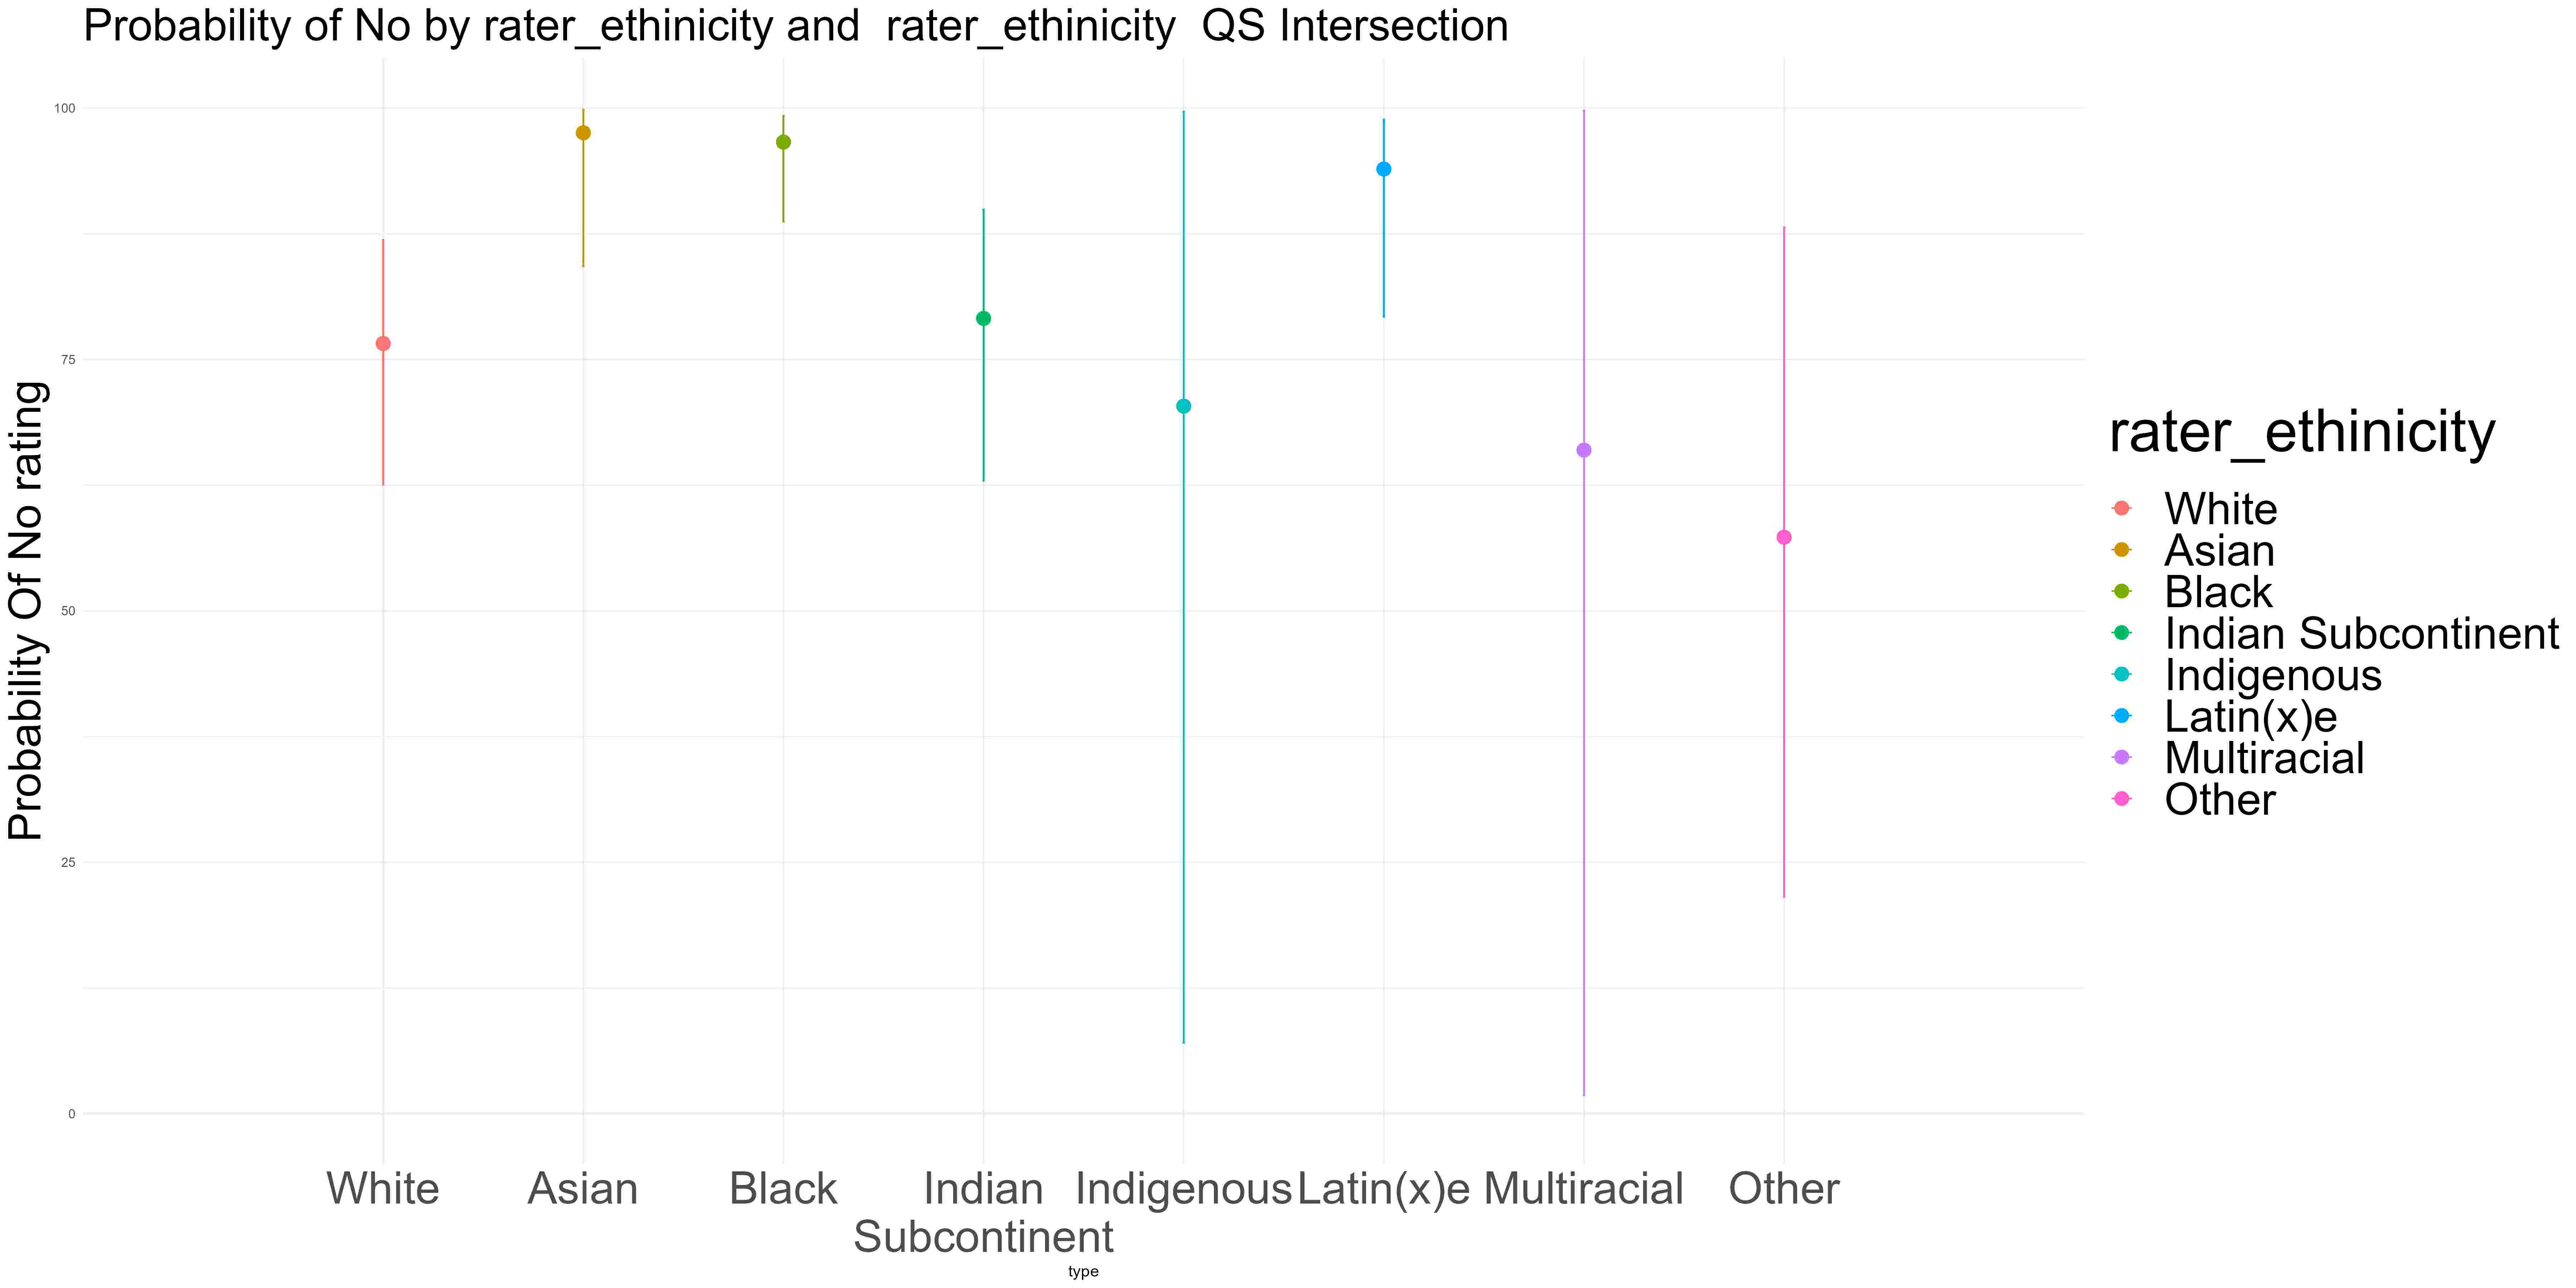 Probability of No by rater_ethinicity and  rater_ethinicity  QS Intersection
Probability Of No rating
100
75
50
25
0
White
Asian
Black
Indian
Subcontinent
Indigenous
Latin(x)e
Multiracial
Other
type
rater_ethinicity
White
Asian
Black
Indian Subcontinent
Indigenous
Latin(x)e
Multiracial
Other